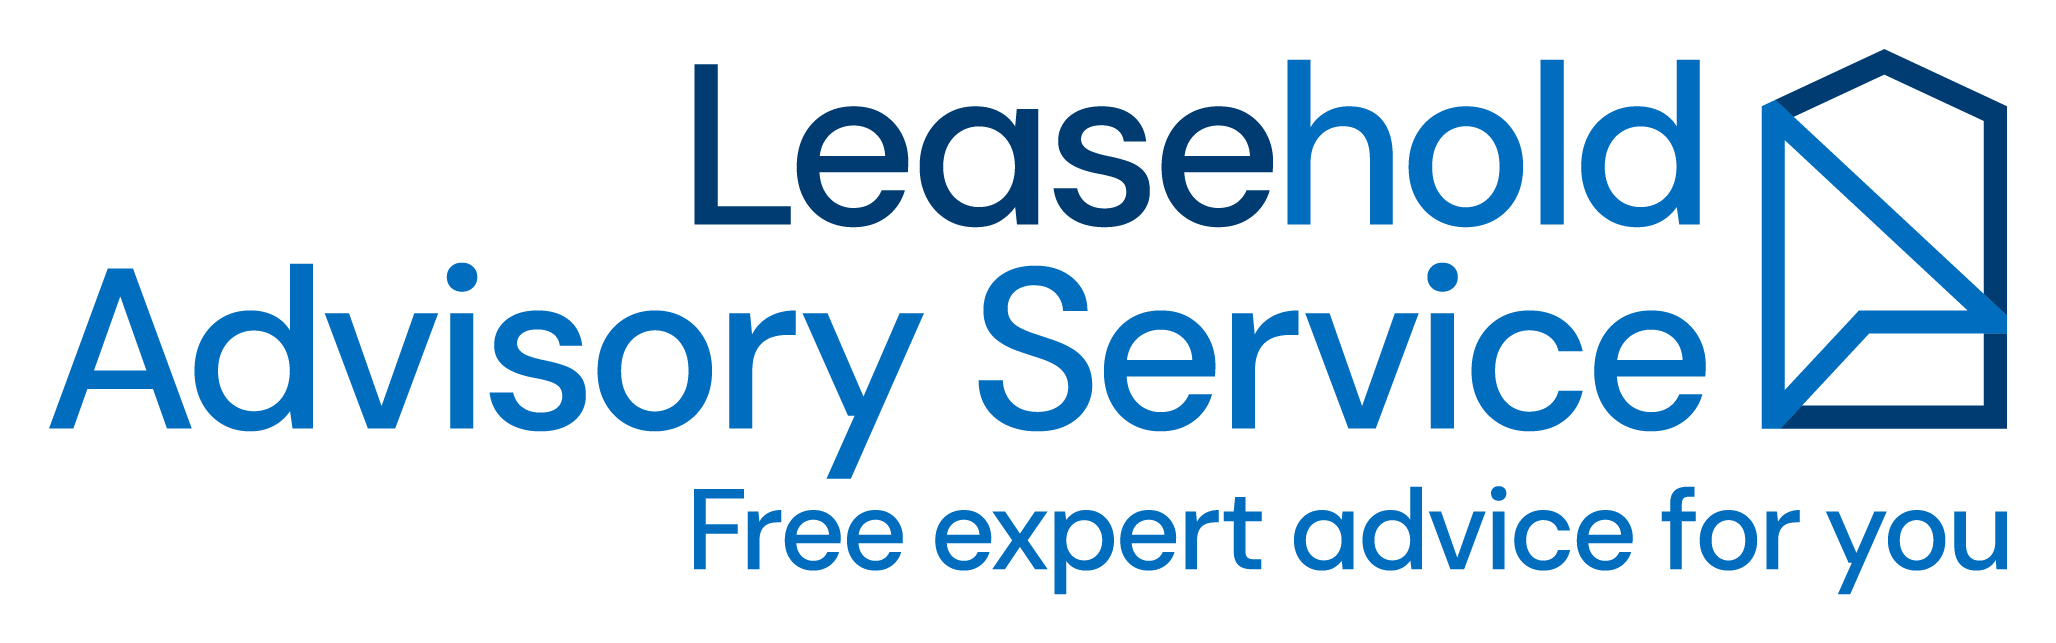 Leasehold
Advisory Service
Free expert advice for you